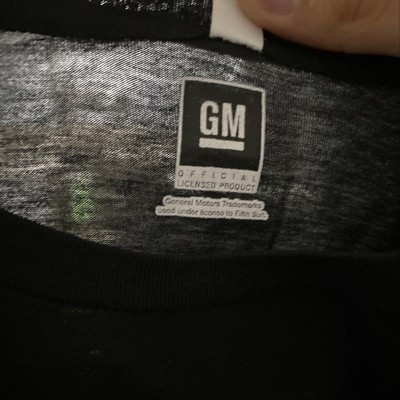 GM
OFFICIAL
LICENSED PRODUCT
General Motors Trademarks
used under license to Fifth Sun.